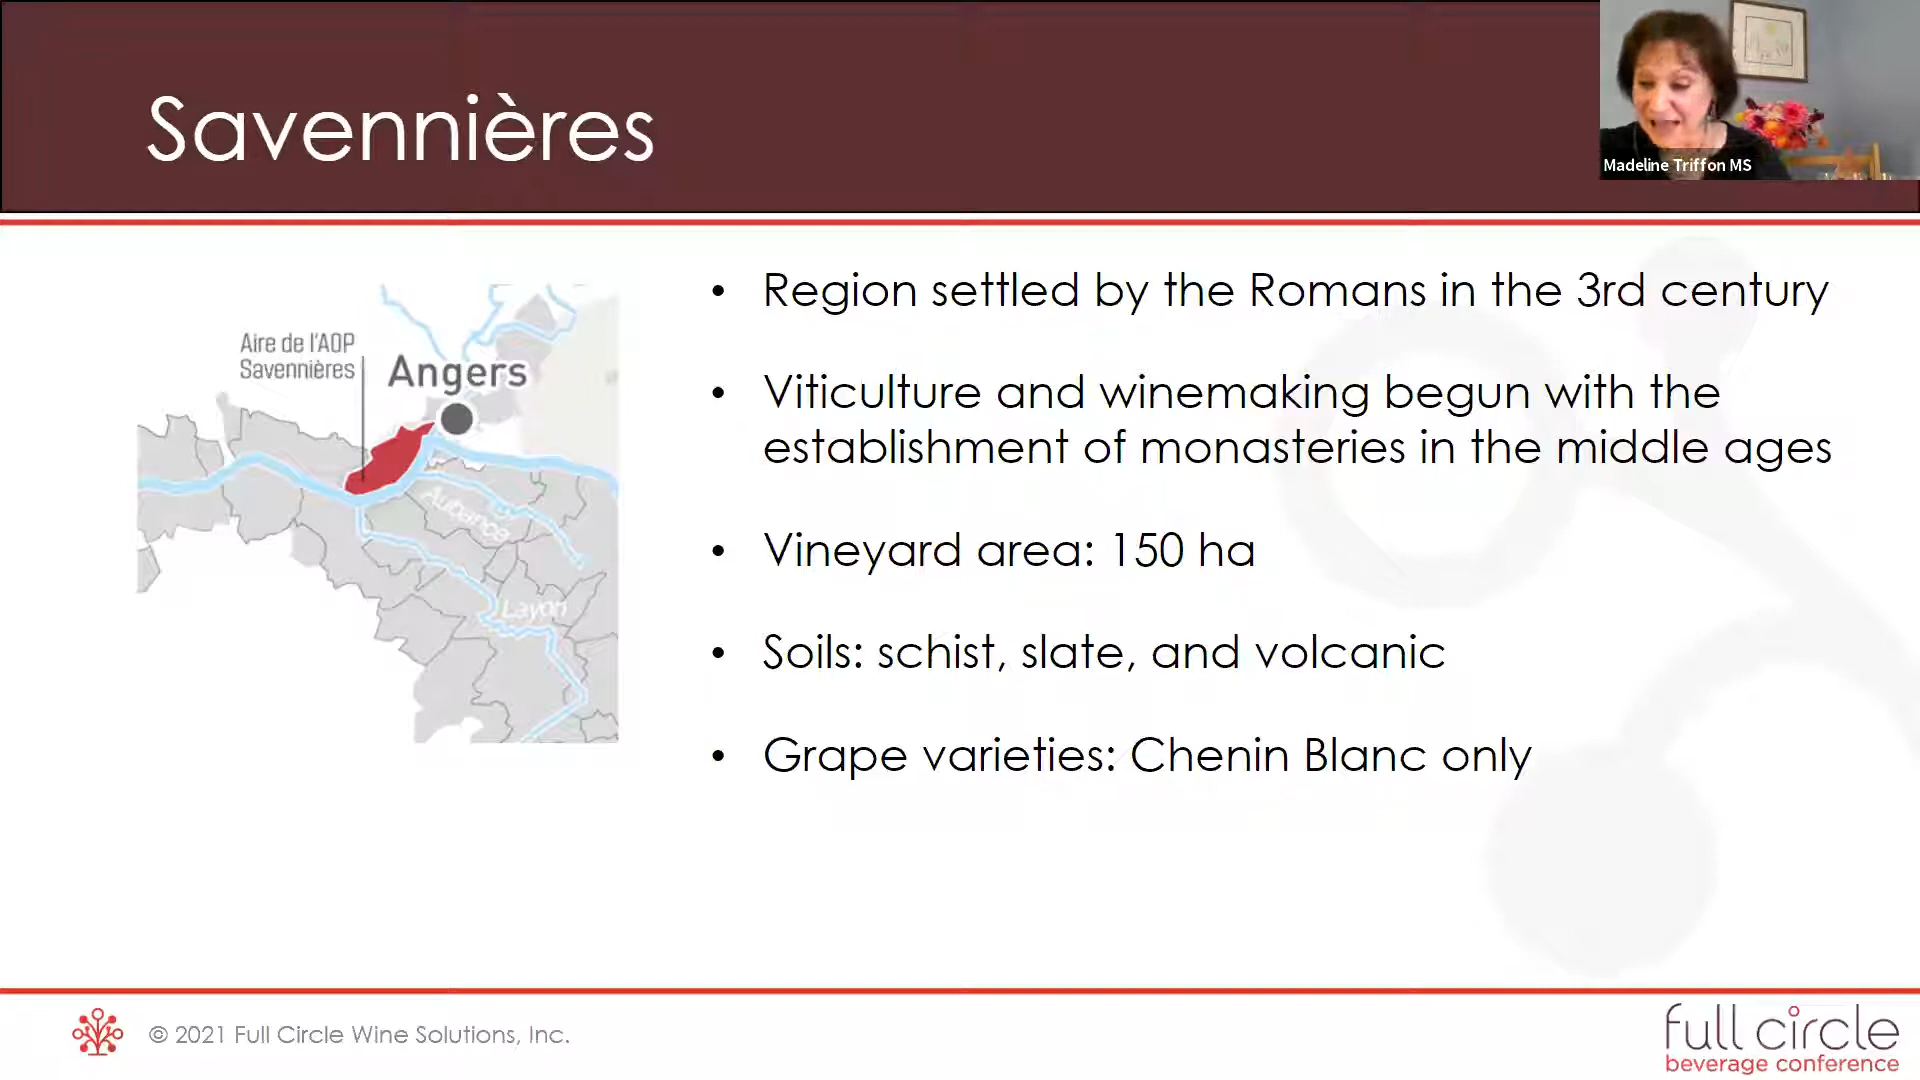 Savennières
Madeline Triffon MS
Aire de l'AOP
Savennières
Angers
Aubance
Layon
• Region settled by the Romans in the 3rd century
• Viticulture and winemaking begun with the
establishment of monasteries in the middle ages
• Vineyard area: 150 ha
• Soils: schist, slate, and volcanic
• Grape varieties: Chenin Blanc only
© 2021 Full Circle Wine Solutions, Inc.
full circle
beverage conference